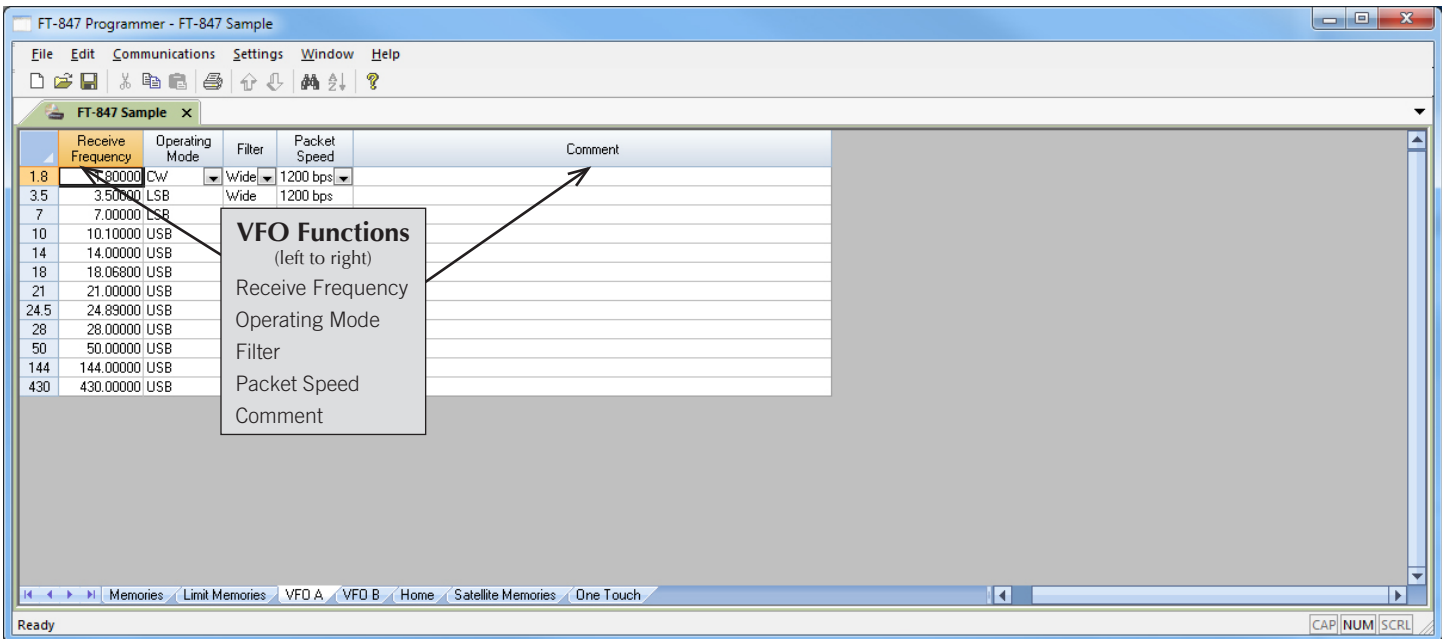 FT-847 Programmer - FT-847 Sample
File Edit Communications Settings Window Help
FT-847 Sample
Receive Frequency Operating Mode Filter Packet Speed Comment
1.8 1.80000 CW Wide 1200 bps
3.5 3.50000 LSB Wide 1200 bps
7 7.00000 LSB
10 10.10000 USB
14 14.00000 USB
18 18.06800 USB
21 21.00000 USB
24.5 24.89000 USB
28 28.00000 USB
50 50.00000 USB
144 144.00000 USB
430 430.00000 USB
VFO Functions
(left to right)
Receive Frequency
Operating Mode
Filter
Packet Speed
Comment
Memories Limit Memories VFO A VFO B Home Satellite Memories One Touch
Ready CAP NUM SCRL